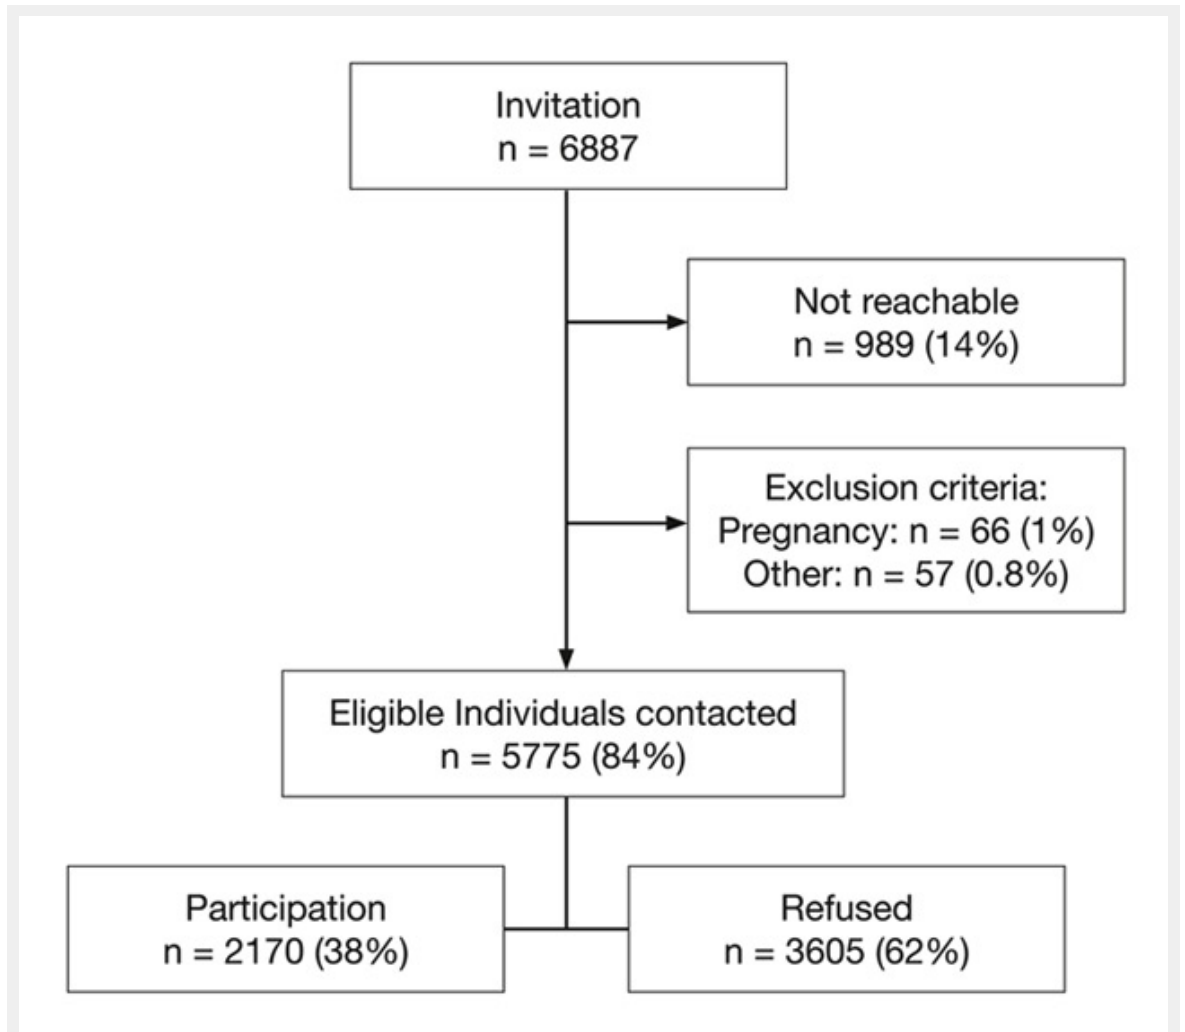 Invitation
n = 6887
Not reachable
n = 989 (14%)
Exclusion criteria:
Pregnancy: n = 66 (1%)
Other: n = 57 (0.8%)
Eligible Individuals contacted
n = 5775 (84%)
Participation
n = 2170 (38%)
Refused
n = 3605 (62%)